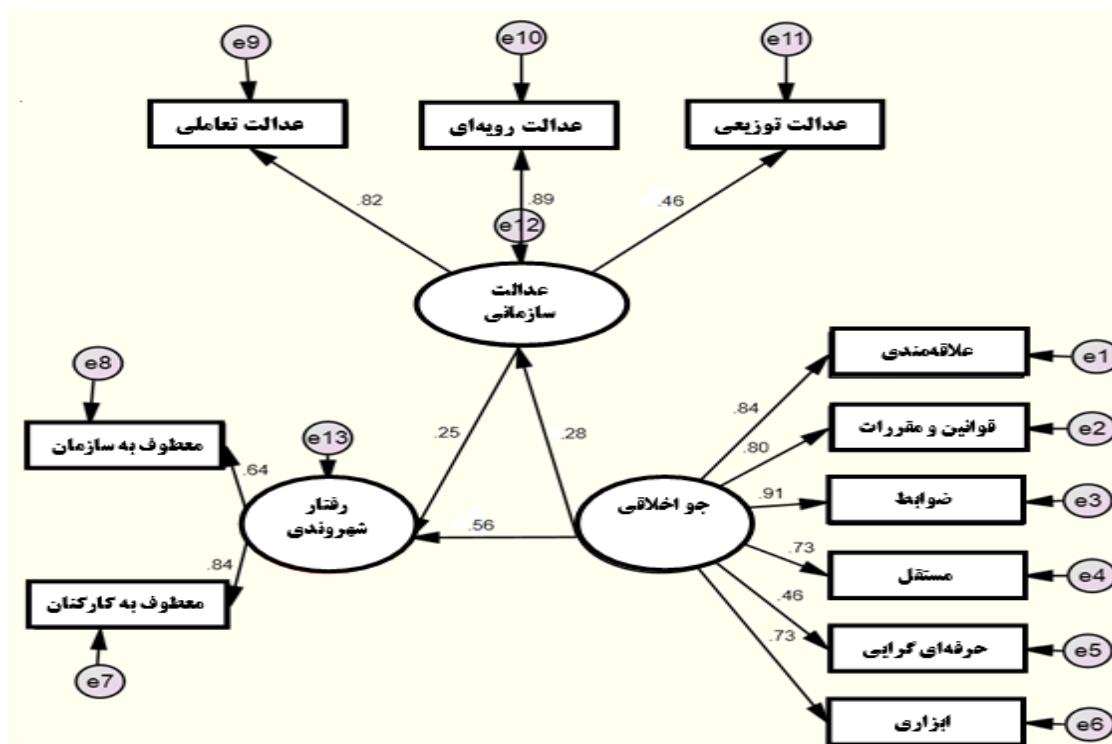 e9
e10
e11
عدالت تعاملی
عدالت رویه‌ای
عدالت توزیعی
.82
.89
.46
e12
عدالت
سازمانی
علاقه‌مندی
e1
e8
.84
معطوف به سازمان
قوانین و مقررات
e2
.25
.28
.80
e13
.64
رفتار
شهروندی
جو اخلاقی
.91
ضوابط
e3
.56
.73
مستقل
e4
.84
معطوف به کارکنان
.46
.73
حرفه‌ای گرایی
e5
e7
ابزاری
e6